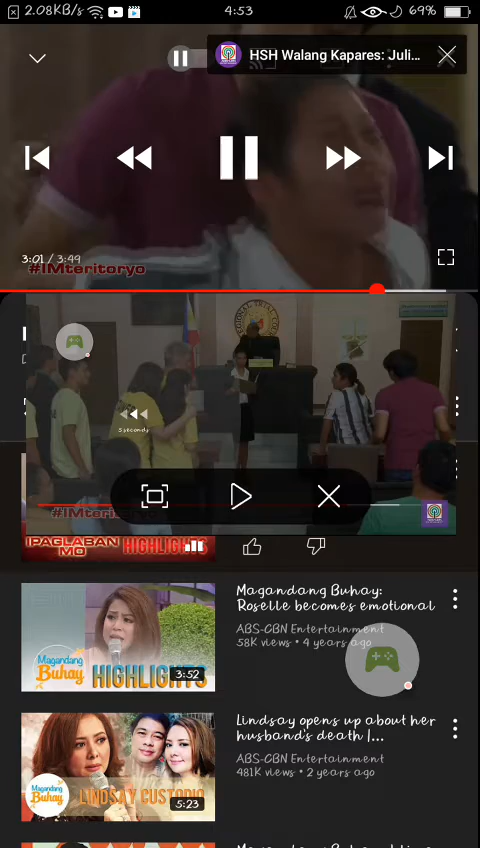 2.08KB/s
4:53
69%
HSH Walang Kapares: Juli...
3:01 / 3:49
#IMteritoryo
REGIONAL TRIAL COURT
5 seconds
#IMteritoryo
IPAGLABAN
MO
HIGHLIGHTS
Magandang Buhay:
Roselle becomes emotional
ABS-CBN Entertainment
58K views • 4 years ago
Magandang
Buhay
HIGHLIGHTS
3:52
Lindsay opens up about her
husband's death |...
ABS-CBN Entertainment
481K views • 2 years ago
Magandang
Buhay
LINDSAY CUSTODIO
5:23